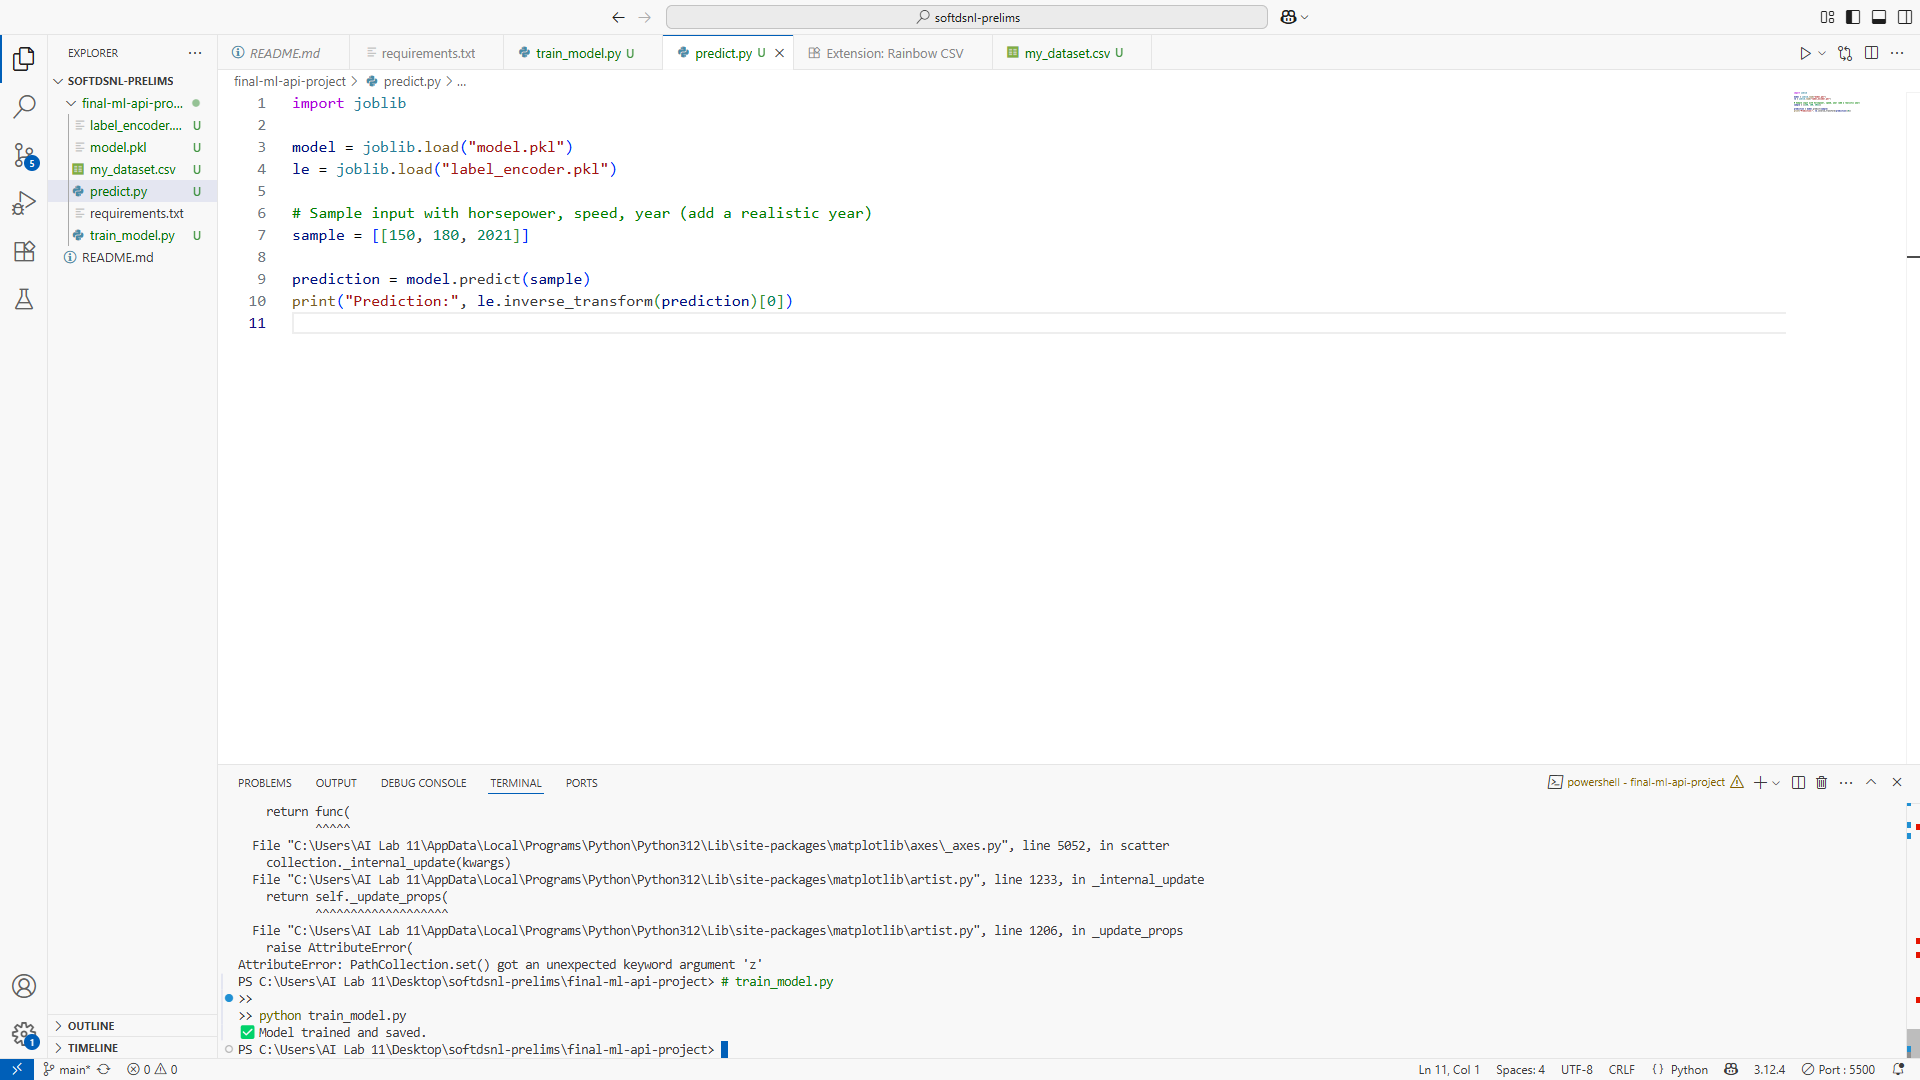 softdsnl-prelims
EXPLORER
SOFTDSNL-PRELIMS
final-ml-api-pro...
label_encoder.... U
model.pkl U
my_dataset.csv U
predict.py U
requirements.txt
train_model.py U
README.md
OUTLINE
TIMELINE
5
1
README.md
requirements.txt
train_model.py U
predict.py U
Extension: Rainbow CSV
my_dataset.csv U
final-ml-api-project > predict.py > ...
1 import joblib
2
3 model = joblib.load("model.pkl")
4 le = joblib.load("label_encoder.pkl")
5
6 # Sample input with horsepower, speed, year (add a realistic year)
7 sample = [[150, 180, 2021]]
8
9 prediction = model.predict(sample)
10 print("Prediction:", le.inverse_transform(prediction)[0])
11
PROBLEMS OUTPUT DEBUG CONSOLE TERMINAL PORTS
powershell - final-ml-api-project
return func(
^^^^^
File "C:\Users\AI Lab 11\AppData\Local\Programs\Python\Python312\Lib\site-packages\matplotlib\axes\_axes.py", line 5052, in scatter
collection._internal_update(kwargs)
File "C:\Users\AI Lab 11\AppData\Local\Programs\Python\Python312\Lib\site-packages\matplotlib\artist.py", line 1233, in _internal_update
return self._update_props(
^^^^^^^^^^^^^^^^^^^
File "C:\Users\AI Lab 11\AppData\Local\Programs\Python\Python312\Lib\site-packages\matplotlib\artist.py", line 1206, in _update_props
raise AttributeError(
AttributeError: PathCollection.set() got an unexpected keyword argument 'z'
PS C:\Users\AI Lab 11\Desktop\softdsnl-prelims\final-ml-api-project> # train_model.py
>>
>> python train_model.py
✅ Model trained and saved.
PS C:\Users\AI Lab 11\Desktop\softdsnl-prelims\final-ml-api-project>
main* 0 0 Ln 11, Col 1 Spaces: 4 UTF-8 CRLF {} Python 3.12.4 Port : 5500